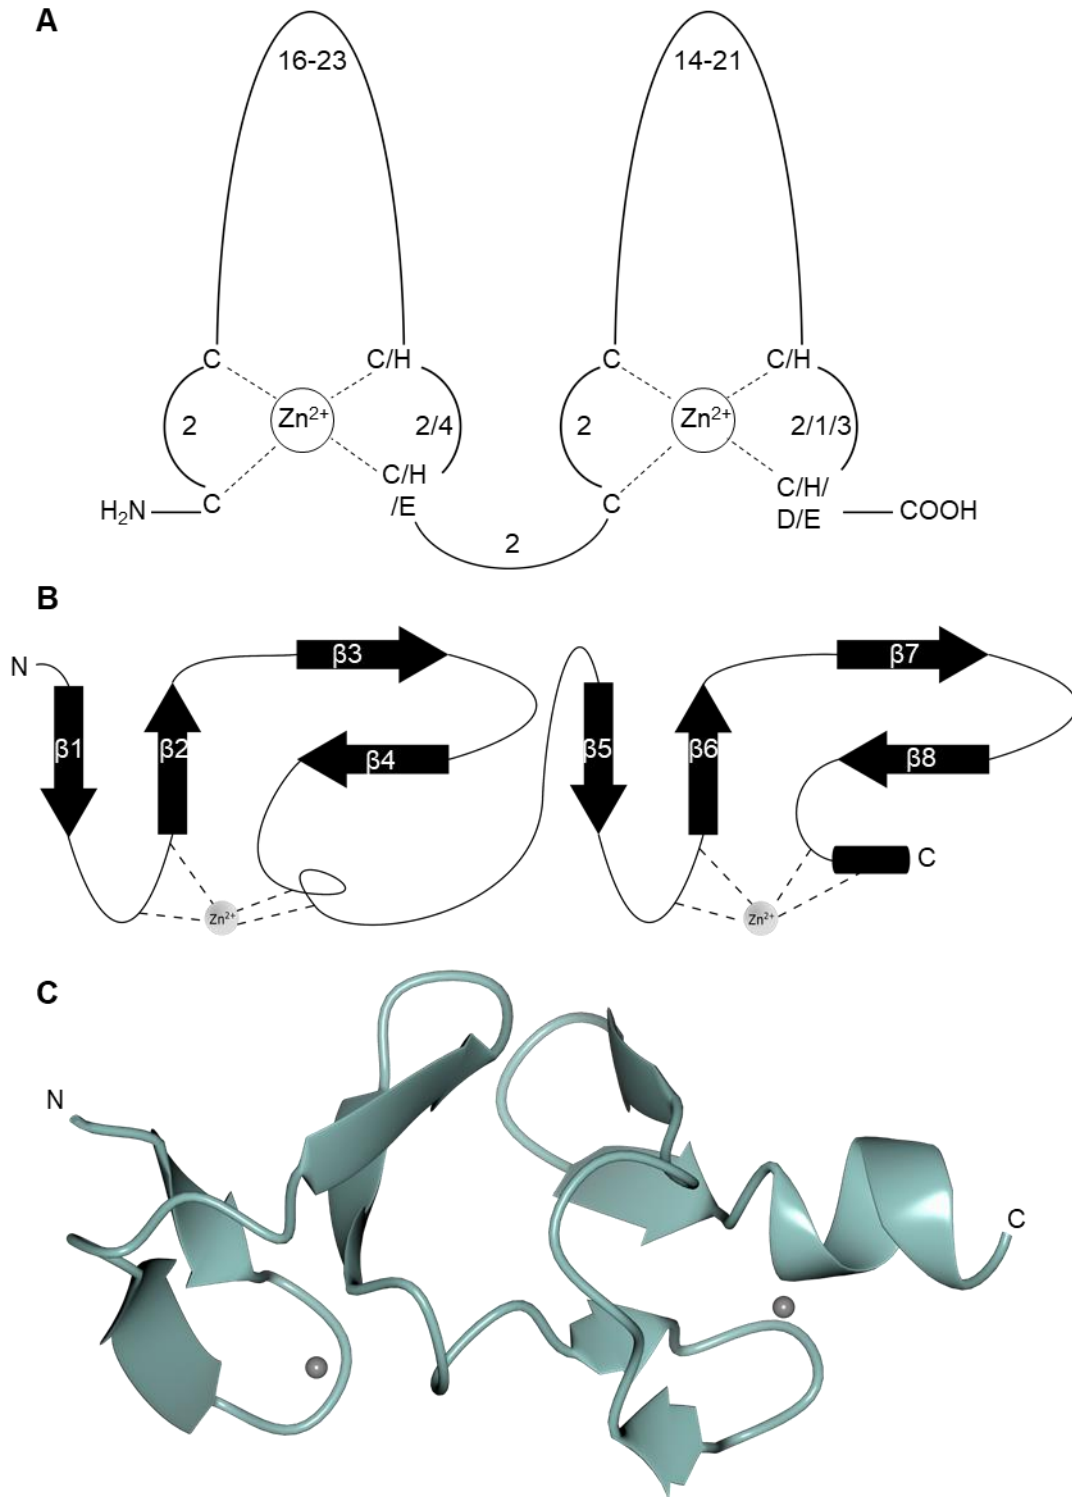 A
16-23 14-21
C C/H C C/H
2 Zn²⁺ 2/4 2 Zn²⁺ 2/1/3
H₂N C C/H C C/H/ COOH
/E D/E
2
B
N β3 β7
β1 β2 β4 β5 β6 β8
C
Zn²⁺ Zn²⁺
C
N
C